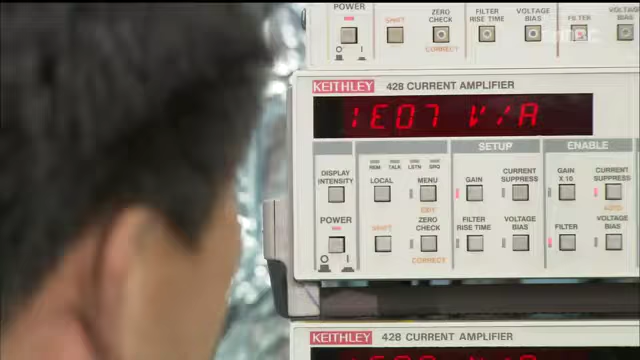 POWER
SHIFT
ZERO
CHECK
CORRECT
FILTER
RISE TIME
VOLTAGE
BIAS
FILTER
VOLTAGE
BIAS
KEITHLEY 428 CURRENT AMPLIFIER
1E07 V/A
SETUP ENABLE
REM TALK LSTN SRQ
DISPLAY
INTENSITY
LOCAL
MENU
GAIN
CURRENT
SUPPRESS
GAIN
X 10
CURRENT
SUPPRESS
AUTO
POWER
SHIFT
ZERO
CHECK
CORRECT
FILTER
RISE TIME
VOLTAGE
BIAS
FILTER
VOLTAGE
BIAS
KEITHLEY 428 CURRENT AMPLIFIER